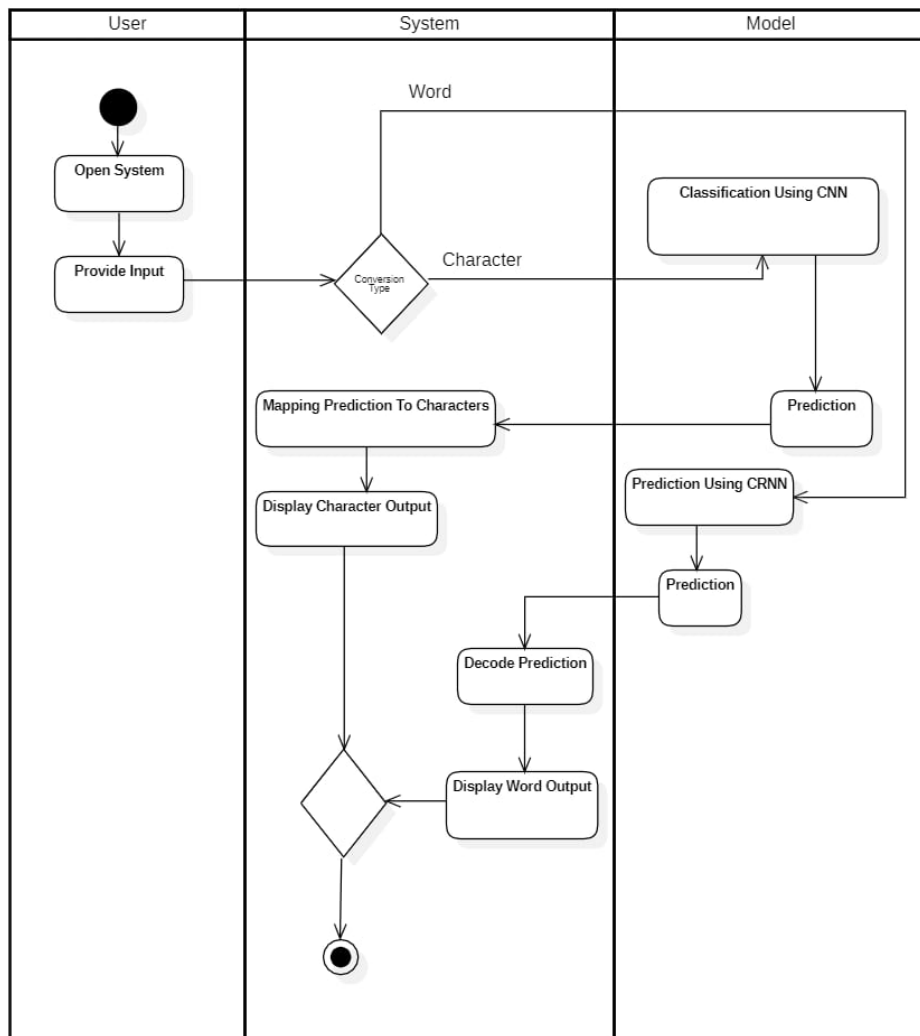 User
System
Model
Word
Open System
Classification Using CNN
Provide Input
Conversion
Type
Character
Mapping Prediction To Characters
Prediction
Display Character Output
Prediction Using CRNN
Prediction
Decode Prediction
Display Word Output